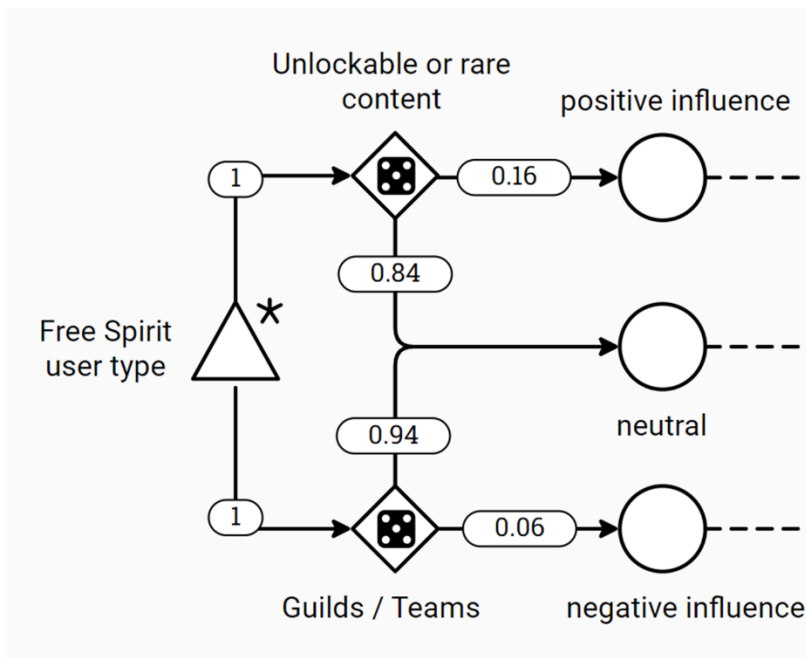 Unlockable or rare
content
positive influence
1
0.16
0.84
*
Free Spirit
user type
neutral
0.94
1
0.06
Guilds / Teams
negative influence